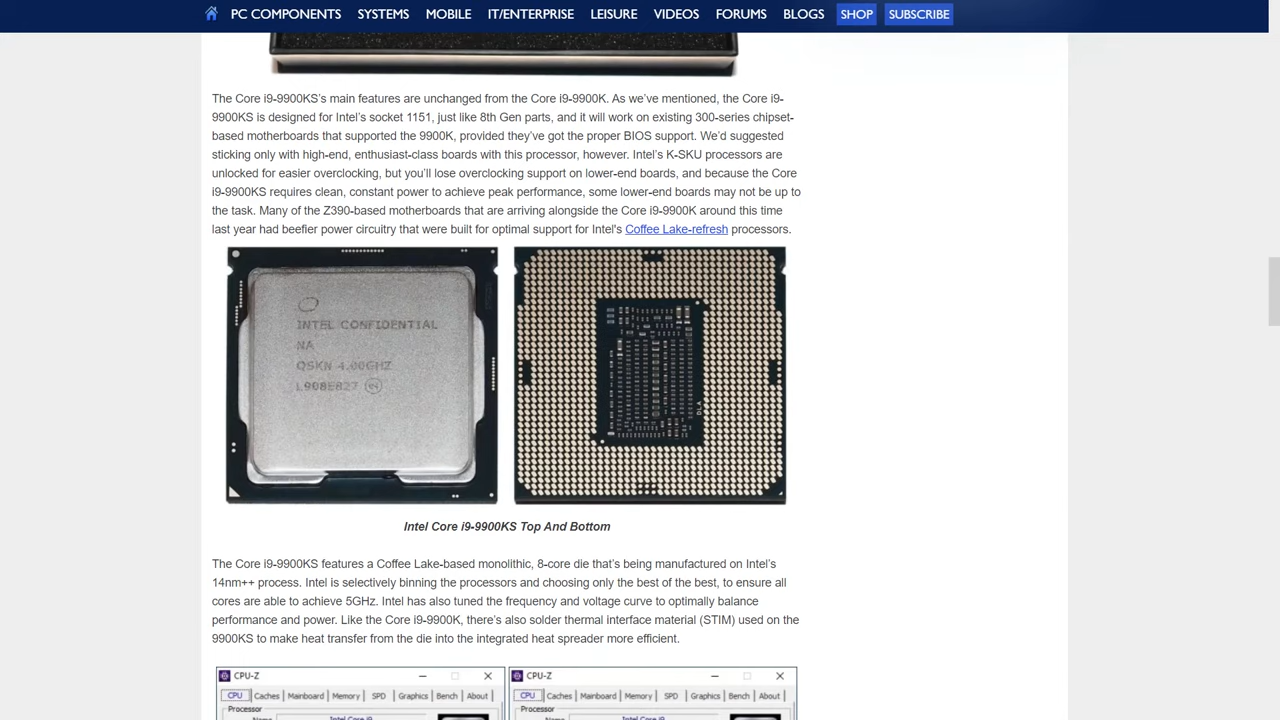 PC COMPONENTS SYSTEMS MOBILE IT/ENTERPRISE LEISURE VIDEOS FORUMS BLOGS SHOP SUBSCRIBE
The Core i9-9900KS's main features are unchanged from the Core i9-9900K. As we've mentioned, the Core i9-
9900KS is designed for Intel's socket 1151, just like 8th Gen parts, and it will work on existing 300-series chipset-
based motherboards that supported the 9900K, provided they've got the proper BIOS support. We'd suggested
sticking only with high-end, enthusiast-class boards with this processor, however. Intel's K-SKU processors are
unlocked for easier overclocking, but you'll lose overclocking support on lower-end boards, and because the Core
i9-9900KS requires clean, constant power to achieve peak performance, some lower-end boards may not be up to
the task. Many of the Z390-based motherboards that are arriving alongside the Core i9-9900K around this time
last year had beefier power circuitry that were built for optimal support for Intel's Coffee Lake-refresh processors.
INTEL CONFIDENTIAL
NA
QSKN 4.00GHZ
L908E827 e4
DLA
Intel Core i9-9900KS Top And Bottom
The Core i9-9900KS features a Coffee Lake-based monolithic, 8-core die that's being manufactured on Intel's
14nm++ process. Intel is selectively binning the processors and choosing only the best of the best, to ensure all
cores are able to achieve 5GHz. Intel has also tuned the frequency and voltage curve to optimally balance
performance and power. Like the Core i9-9900K, there's also solder thermal interface material (STIM) used on the
9900KS to make heat transfer from the die into the integrated heat spreader more efficient.
CPU-Z
CPU Caches Mainboard Memory SPD Graphics Bench About
Processor
Name Intel Core i9
CPU-Z
CPU Caches Mainboard Memory SPD Graphics Bench About
Processor
Name Intel Core i9